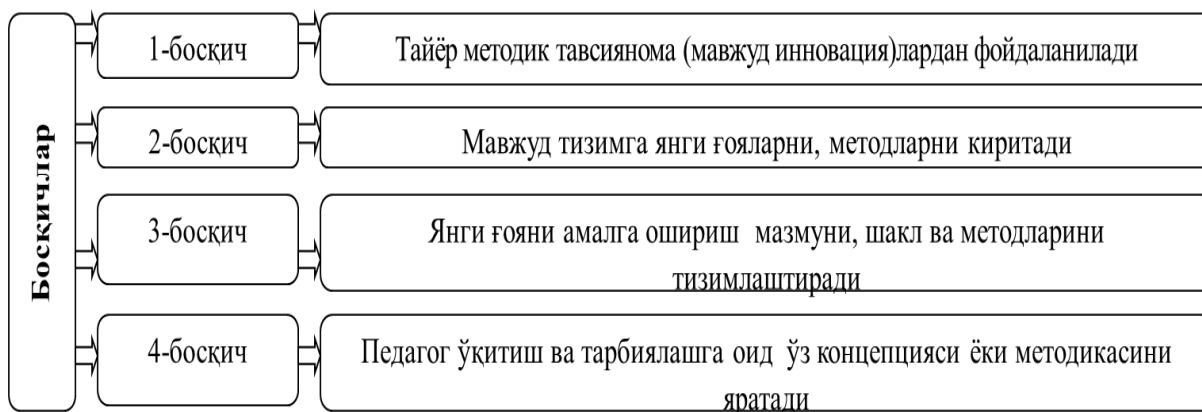 Босқичлар
1-босқич
Тайёр методик тавсиянома (мавжуд инновация)лардан фойдаланилади
2-босқич
Мавжуд тизимга янги ғояларни, методларни киритади
3-босқич
Янги ғояни амалга ошириш мазмуни, шакл ва методларини
тизимлаштиради
4-босқич
Педагог ўқитиш ва тарбиялашга оид ўз концепцияси ёки методикасини
яратади